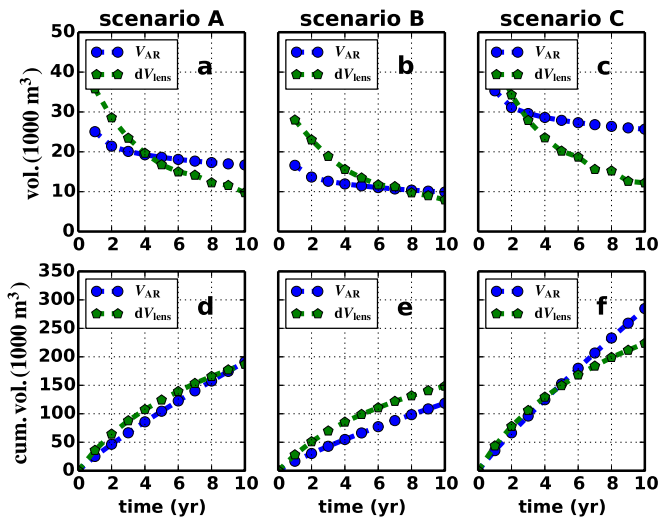 scenario A
scenario B
scenario C
vol. (1000 m³)
50
40
30
20
10
0
V_AR
dV_lens
a
0 2 4 6 8 10
V_AR
dV_lens
b
0 2 4 6 8 10
V_AR
dV_lens
c
0 2 4 6 8 10
cum. vol. (1000 m³)
350
300
250
200
150
100
50
0
V_AR
dV_lens
d
0 2 4 6 8 10
time (yr)
V_AR
dV_lens
e
0 2 4 6 8 10
time (yr)
V_AR
dV_lens
f
0 2 4 6 8 10
time (yr)